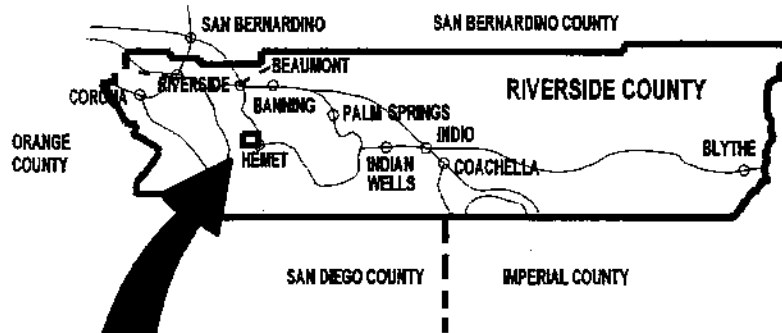 SAN BERNARDINO
SAN BERNARDINO COUNTY
BEAUMONT
RIVERSIDE
RIVERSIDE COUNTY
CORONA
BANNING
PALM SPRINGS
ORANGE
COUNTY
INDIO
HEMET
INDIAN
WELLS
COACHELLA
BLYTHE
SAN DIEGO COUNTY
IMPERIAL COUNTY